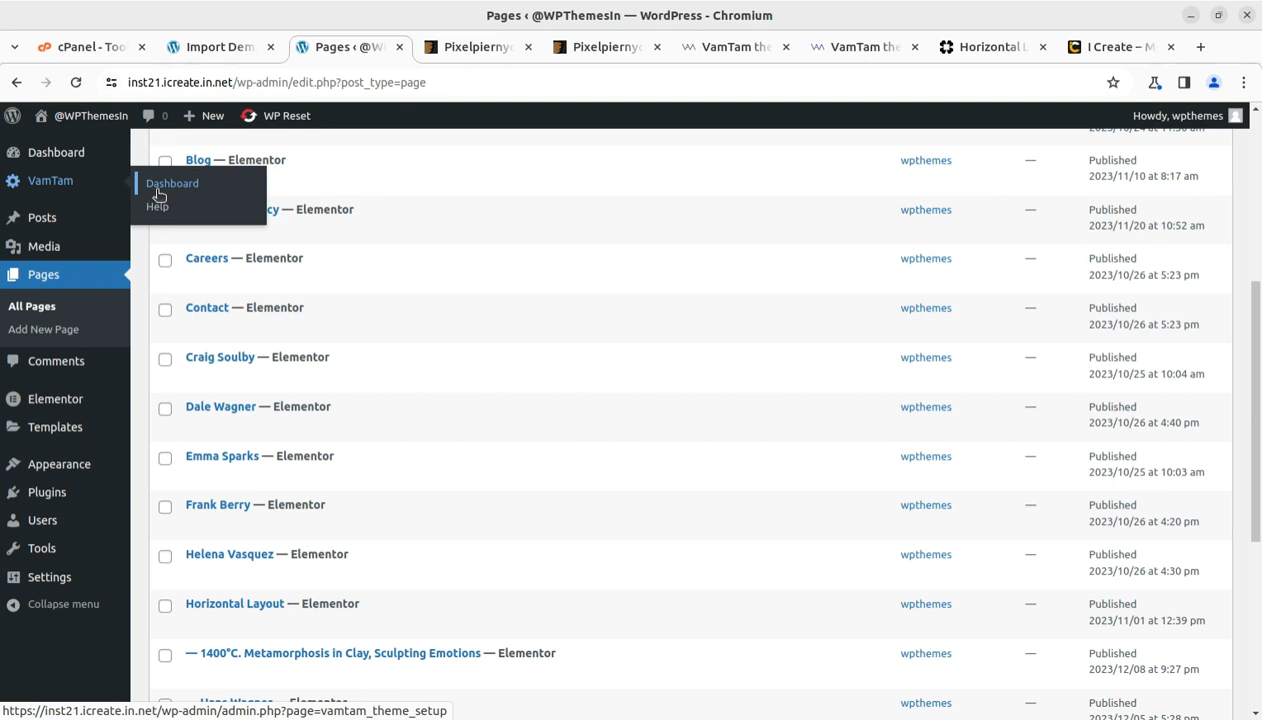 Pages ‹ @WPThemesIn — WordPress - Chromium
cPanel - Too
Import Dem
Pages ‹ @W
Pixelpierny
Pixelpierny
VamTam the
VamTam the
Horizontal L
I Create – M
inst21.icreate.in.net/wp-admin/edit.php?post_type=page
@WPThemesIn
0
New
WP Reset
Howdy, wpthemes
Dashboard
VamTam
Posts
Media
Pages
All Pages
Add New Page
Comments
Elementor
Templates
Appearance
Plugins
Users
Tools
Settings
Collapse menu
Dashboard
Help
Blog — Elementor
wpthemes
—
Published
2023/11/10 at 8:17 am
cy — Elementor
wpthemes
—
Published
2023/11/20 at 10:52 am
Careers — Elementor
wpthemes
—
Published
2023/10/26 at 5:23 pm
Contact — Elementor
wpthemes
—
Published
2023/10/26 at 5:23 pm
Craig Soulby — Elementor
wpthemes
—
Published
2023/10/25 at 10:04 am
Dale Wagner — Elementor
wpthemes
—
Published
2023/10/26 at 4:40 pm
Emma Sparks — Elementor
wpthemes
—
Published
2023/10/25 at 10:03 am
Frank Berry — Elementor
wpthemes
—
Published
2023/10/26 at 4:20 pm
Helena Vasquez — Elementor
wpthemes
—
Published
2023/10/26 at 4:30 pm
Horizontal Layout — Elementor
wpthemes
—
Published
2023/11/01 at 12:39 pm
— 1400°C. Metamorphosis in Clay, Sculpting Emotions — Elementor
wpthemes
—
Published
2023/12/08 at 9:27 pm
Published
2023/12/05 at 5:28 pm
https://inst21.icreate.in.net/wp-admin/admin.php?page=vamtam_theme_setup